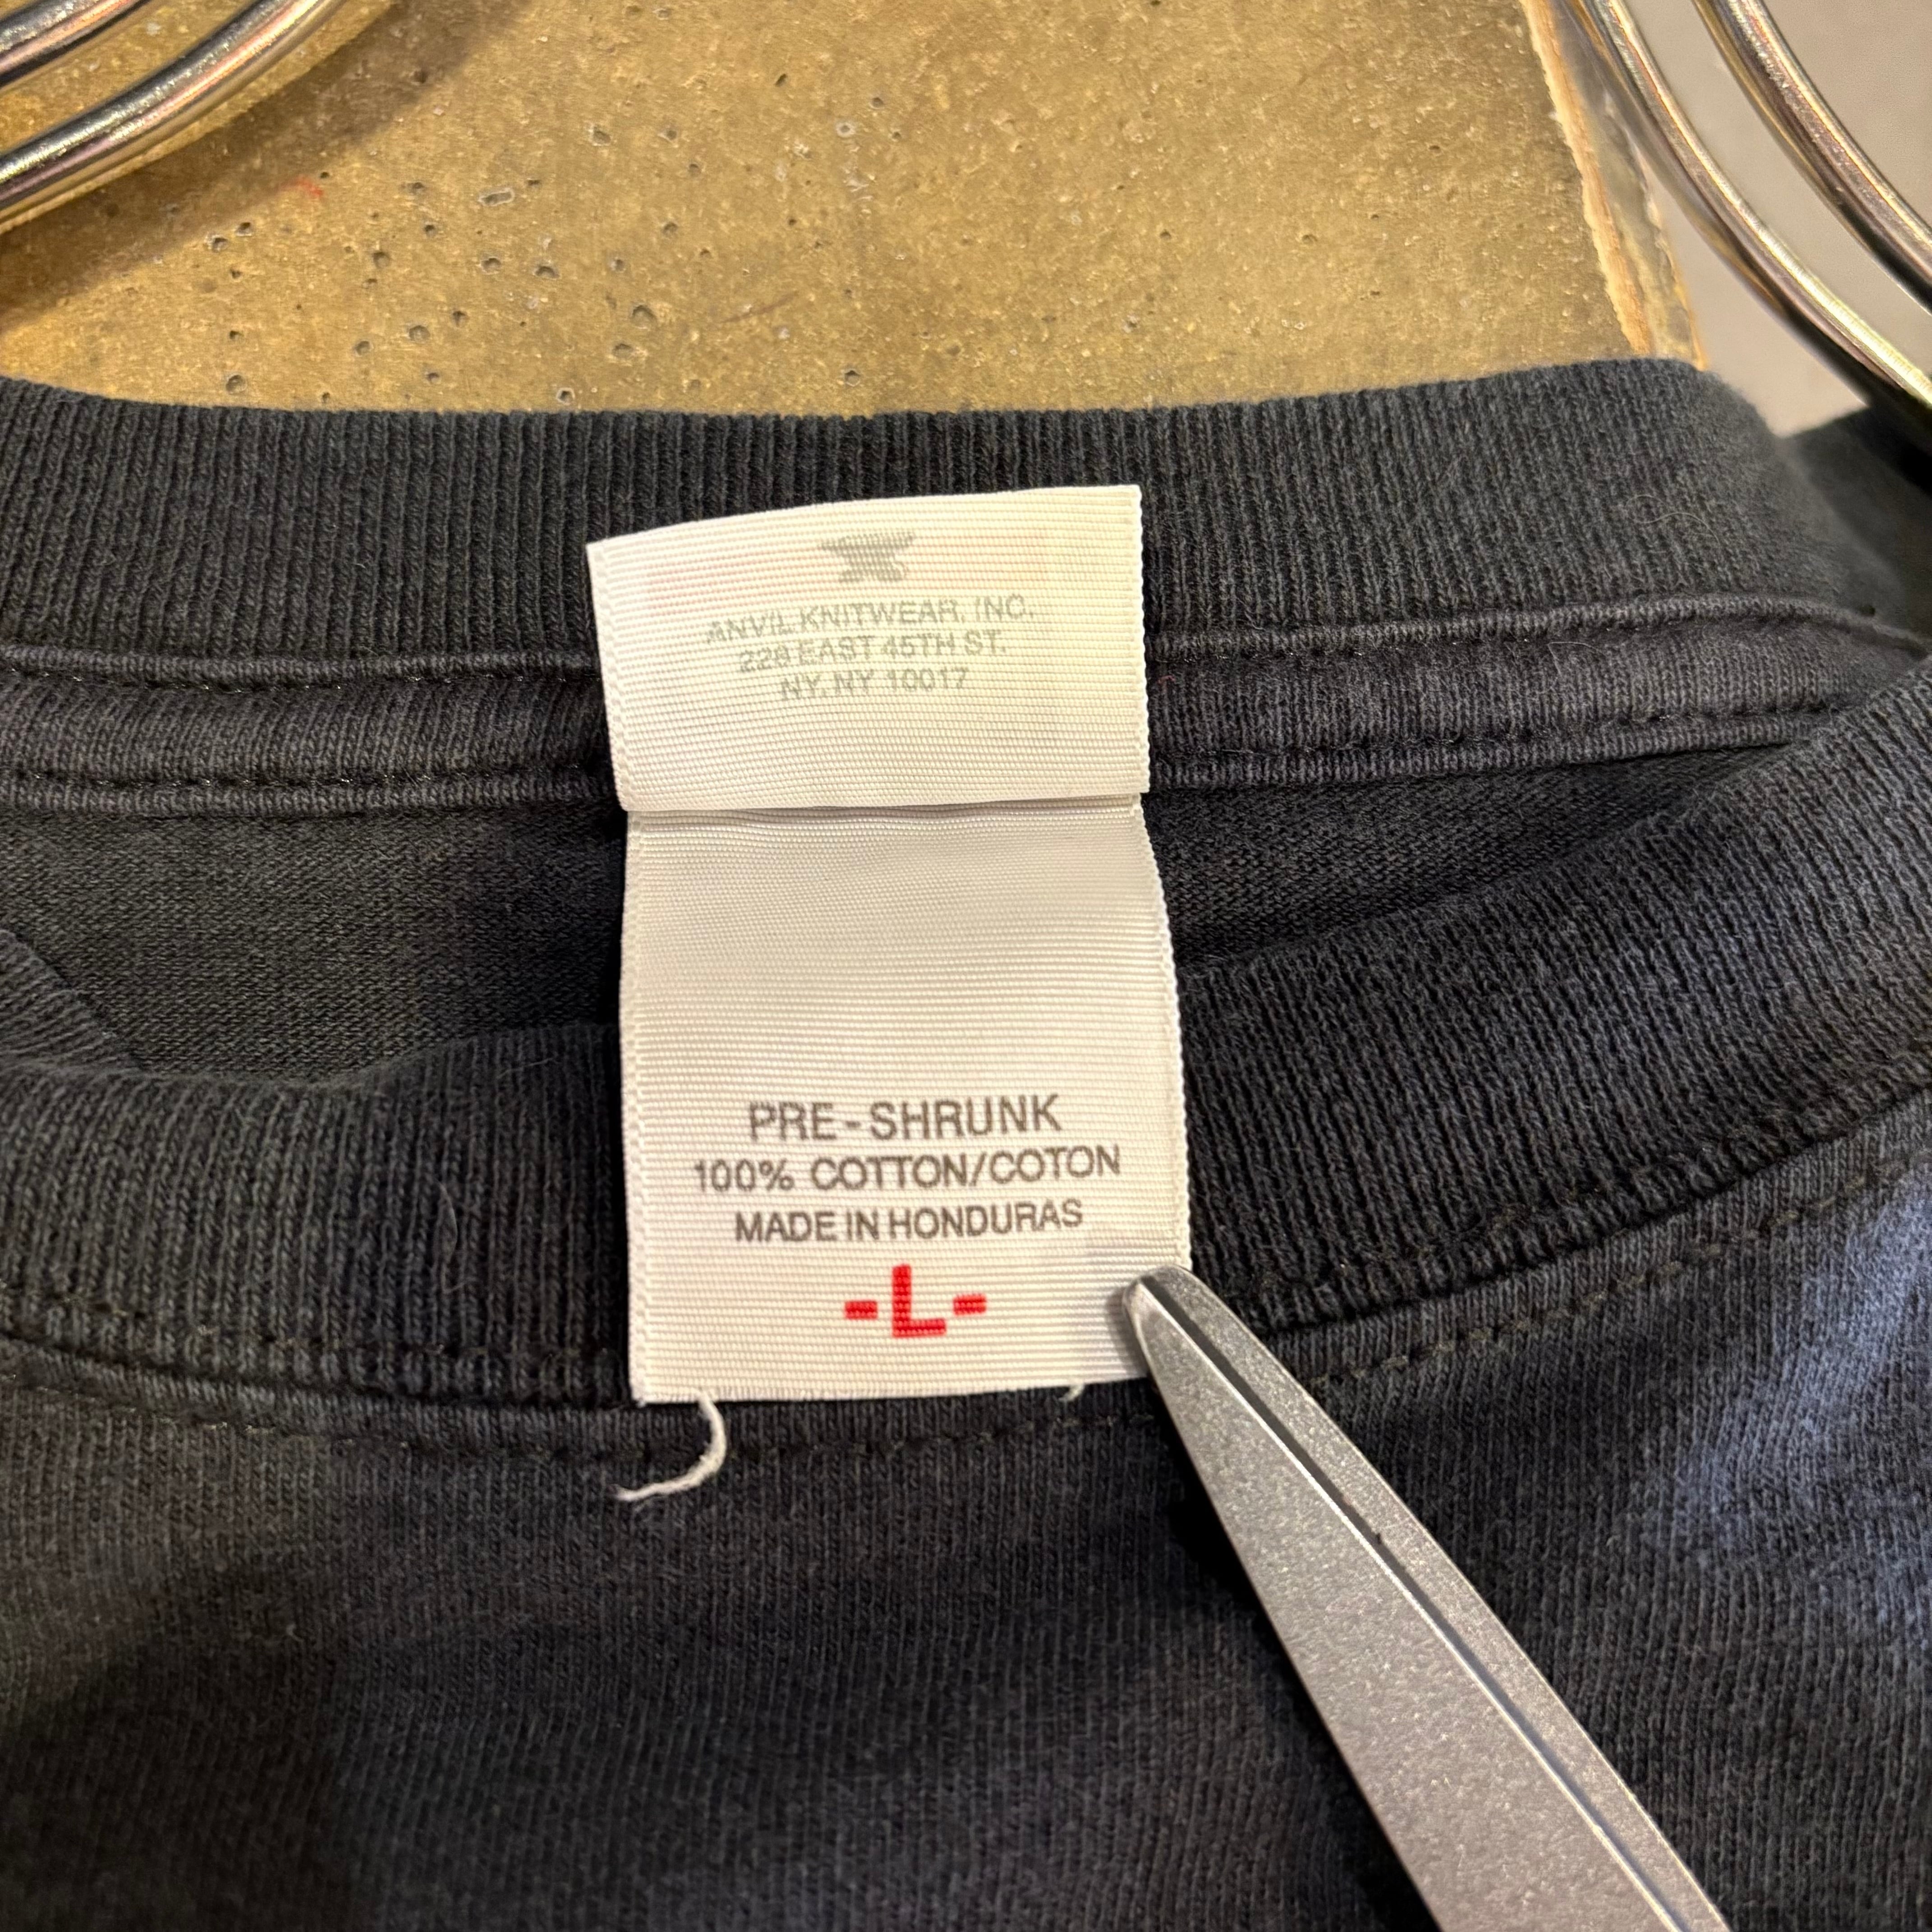 ANVIL KNITWEAR, INC.
228 EAST 45TH ST.
NY. NY 10017
PRE-SHRUNK
100% COTTON/COTON
MADE IN HONDURAS
-L-